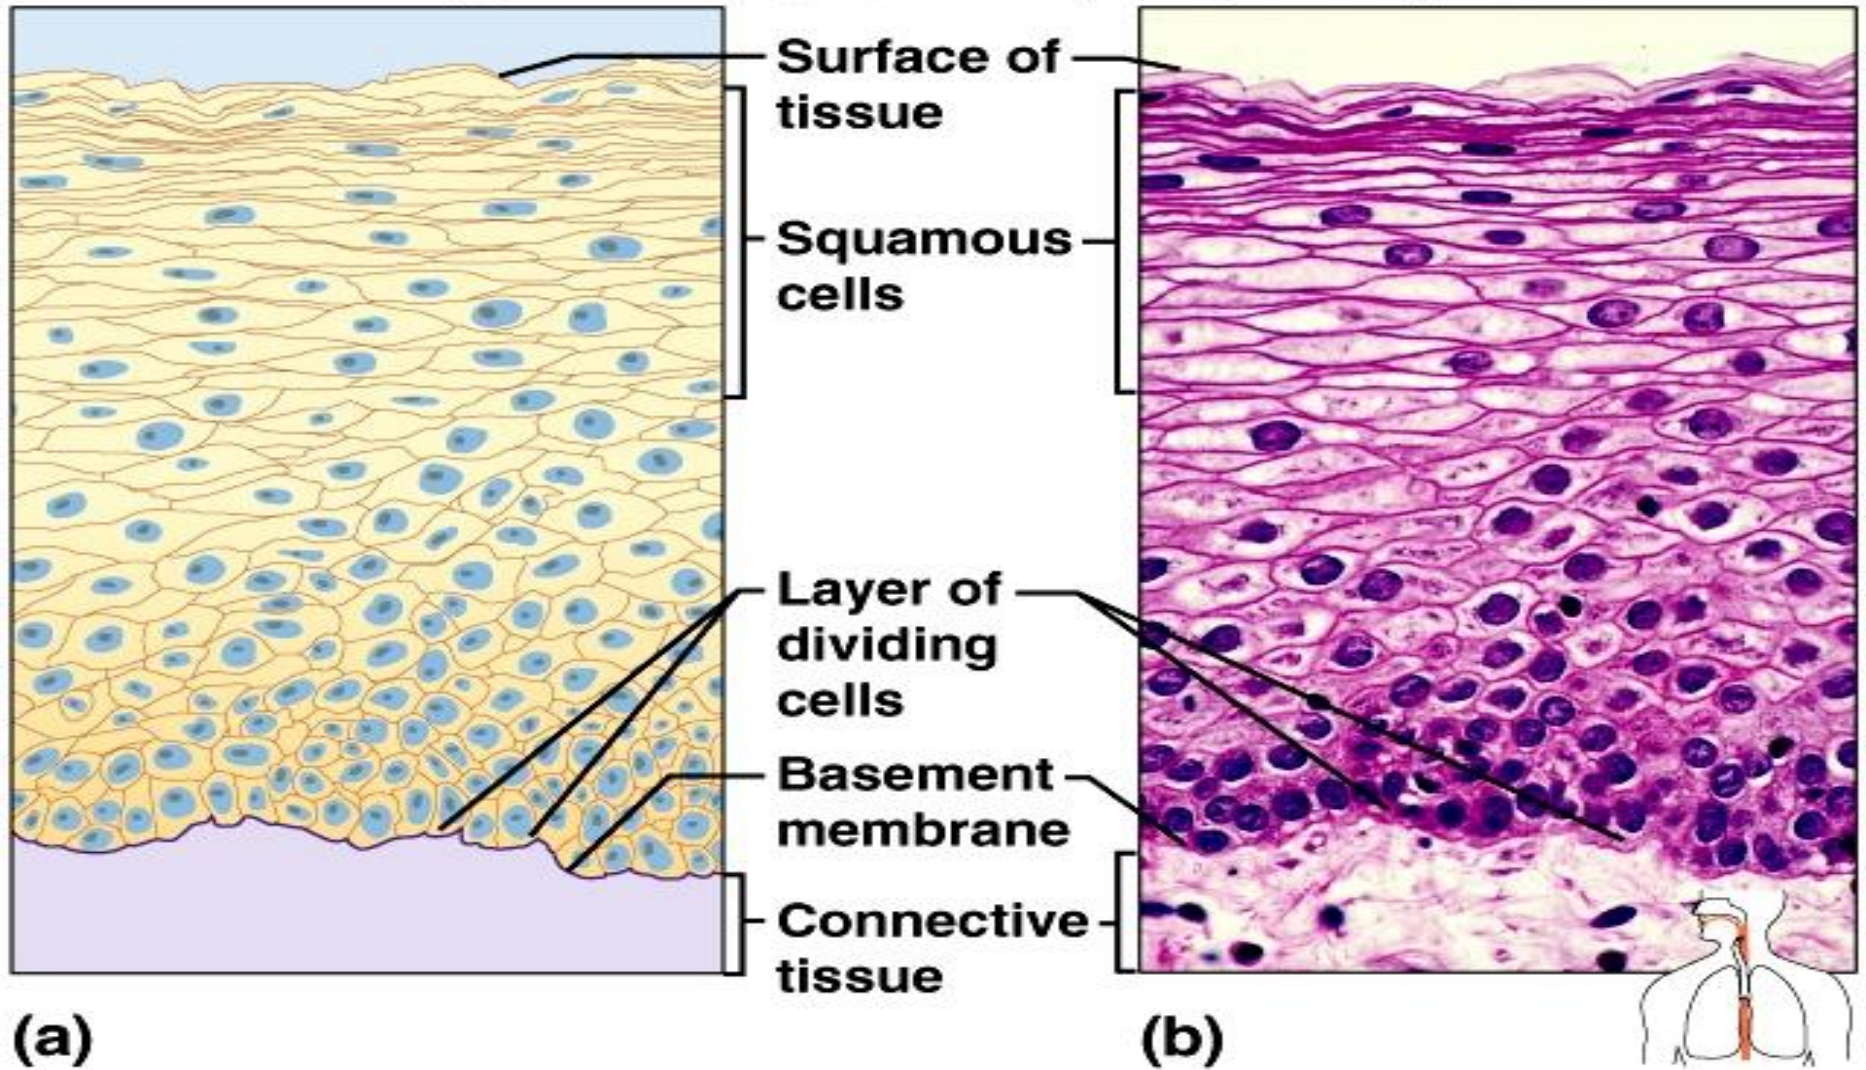 Surface of
tissue
Squamous
cells
Layer of
dividing
cells
Basement
membrane
Connective
tissue
(a)
(b)